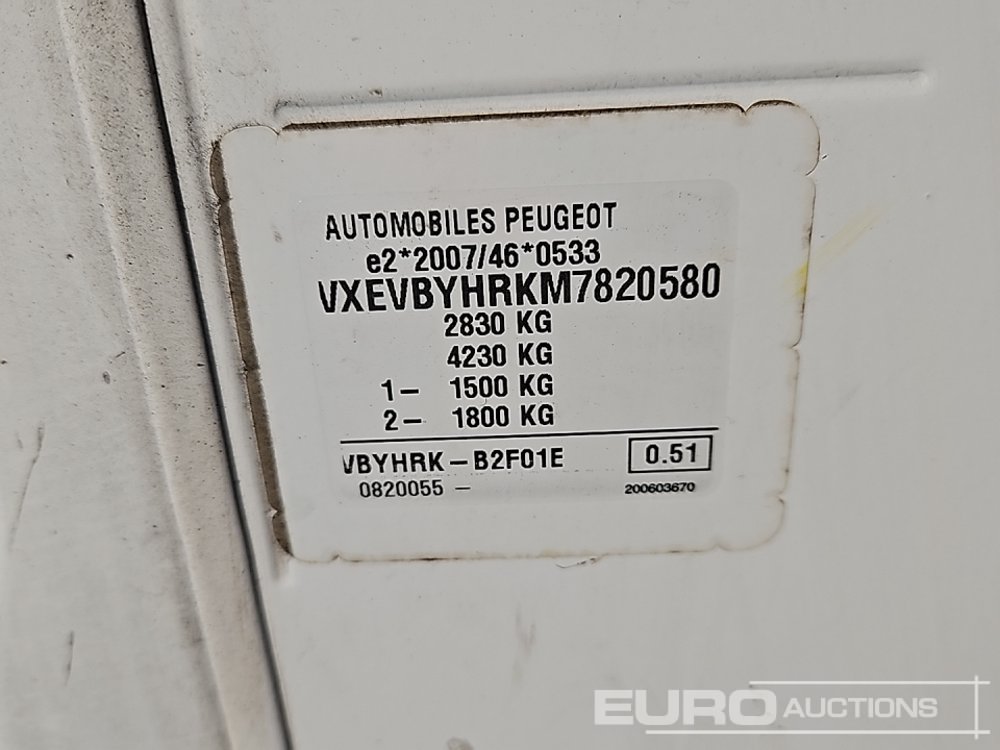 AUTOMOBILES PEUGEOT
e2*2007/46*0533
VXEVBYHRKM7820580
2830 KG
4230 KG
1– 1500 KG
2– 1800 KG
VBYHRK – B2F01E 0.51
0820055 – 200603670
EURO AUCTIONS